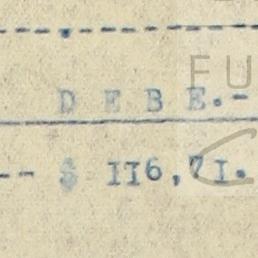 FU
D E B E.-
-- $ II6,7I.